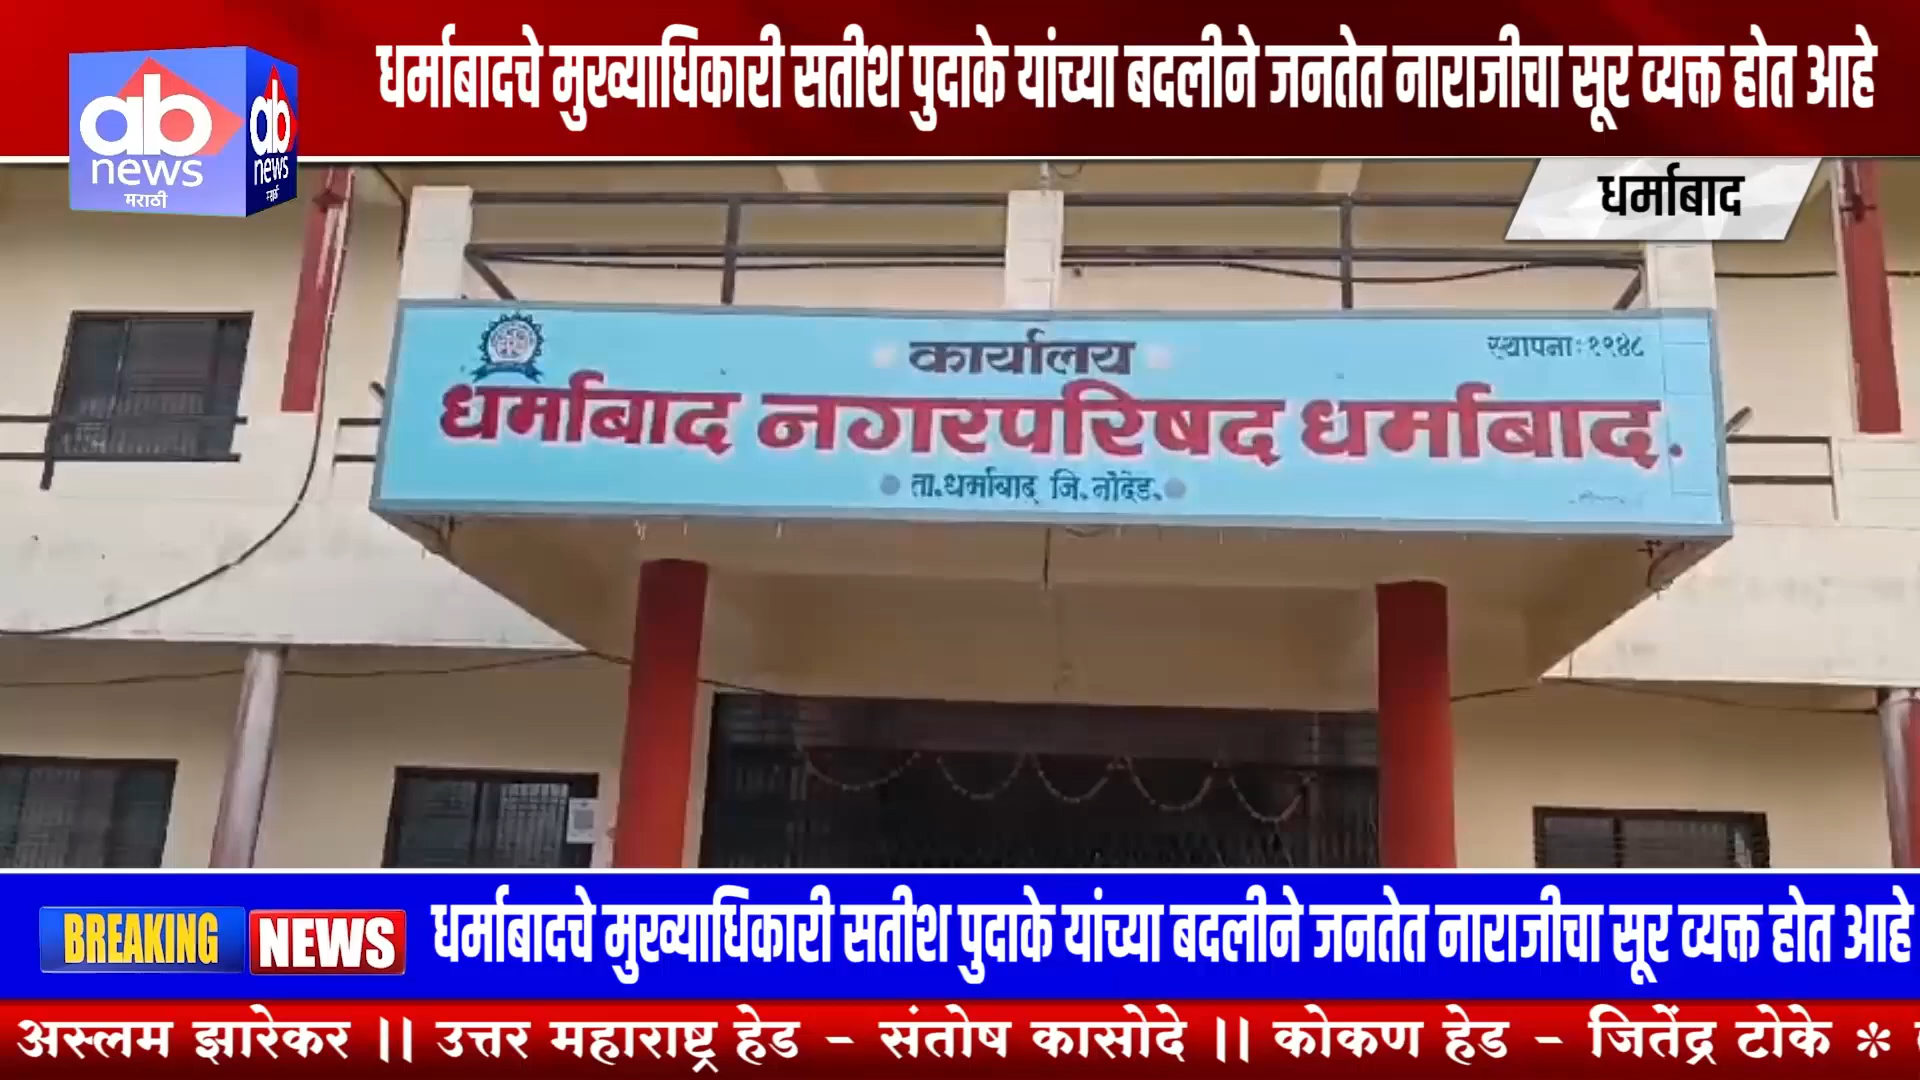 धर्माबादचे मुख्याधिकारी सतीश पुदाके यांच्या बदलीने जनतेत नाराजीचा सूर व्यक्त होत आहे
ab
news
मराठी
ab
news
धर्माबाद
कार्यालय
स्थापना:१९४८
धर्माबाद नगरपरिषद धर्माबाद.
ता.धर्माबाद जि.नांदेड.
BREAKING NEWS
धर्माबादचे मुख्याधिकारी सतीश पुदाके यांच्या बदलीने जनतेत नाराजीचा सूर व्यक्त होत आहे
अस्लम झारेकर || उत्तर महाराष्ट्र हेड - संतोष कासोदे || कोकण हेड - जितेंद्र टोके *